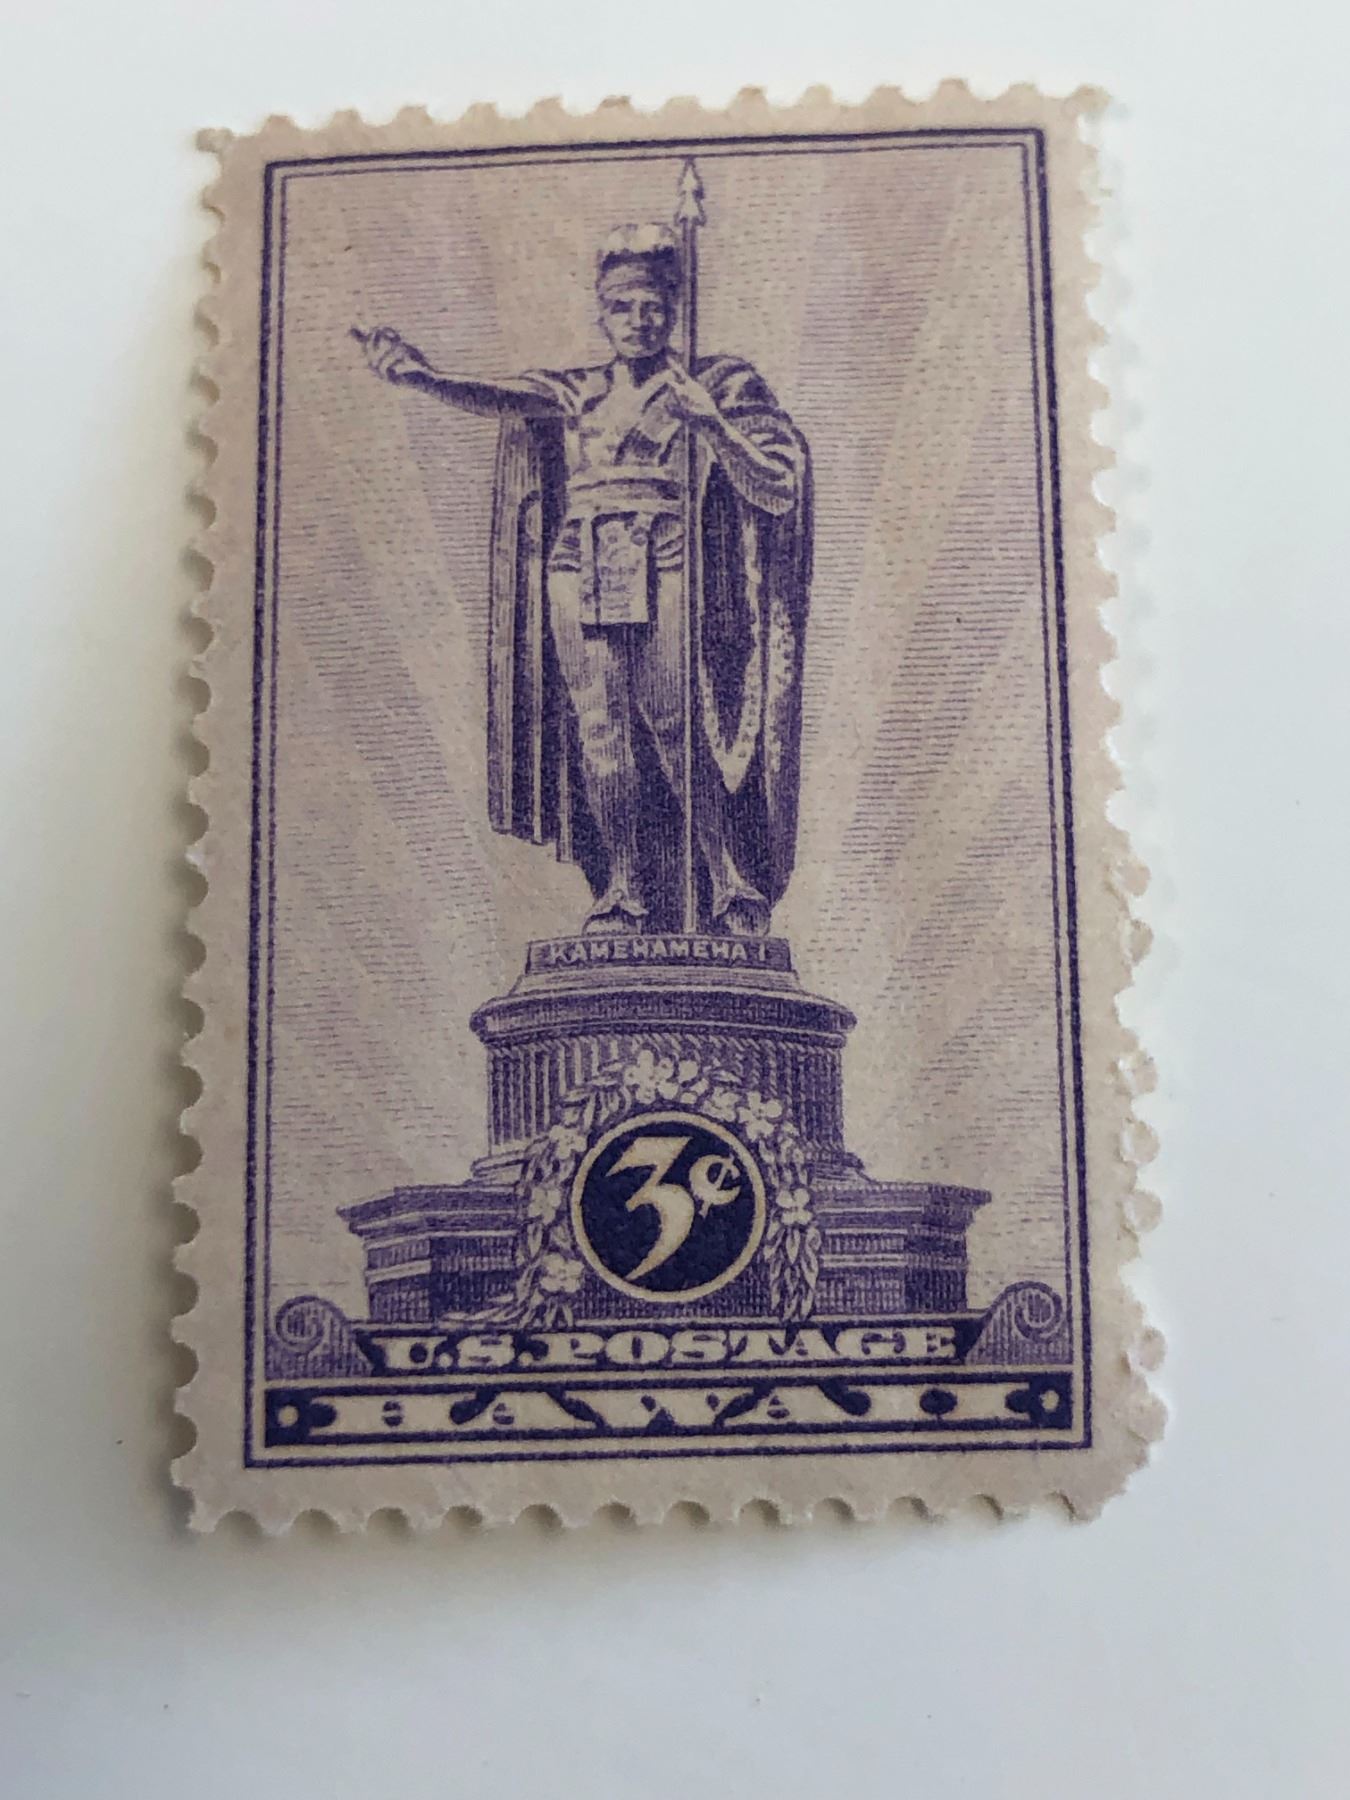 KAMEHAMEHA I
3¢
U.S. POSTAGE
HAWAII